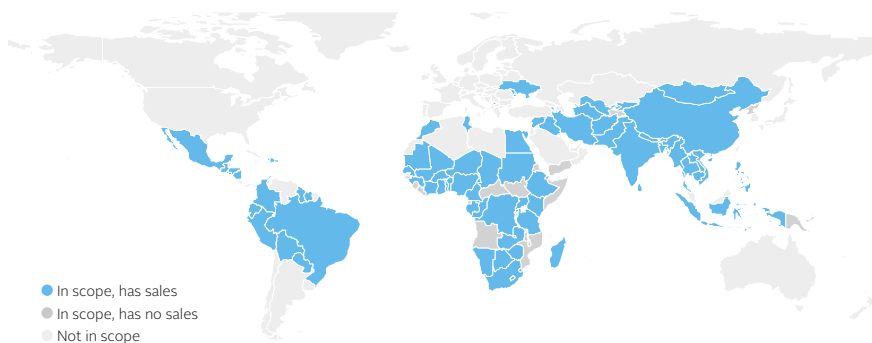 In scope, has sales
In scope, has no sales
Not in scope